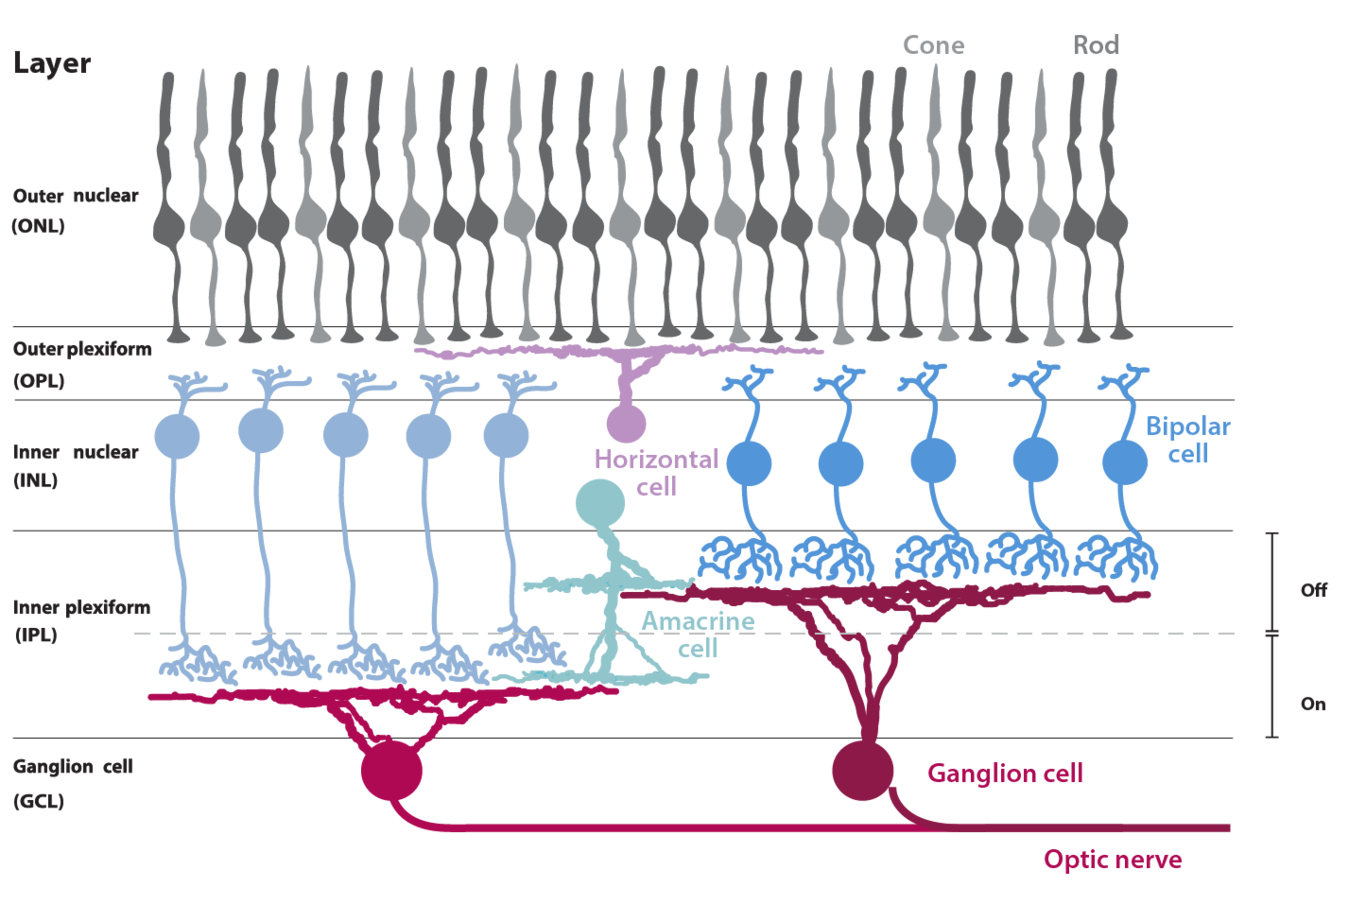 Layer
Cone
Rod
Outer nuclear
(ONL)
Outer plexiform
(OPL)
Inner nuclear
(INL)
Horizontal
cell
Bipolar
cell
Inner plexiform
(IPL)
Amacrine
cell
Off
On
Ganglion cell
(GCL)
Ganglion cell
Optic nerve